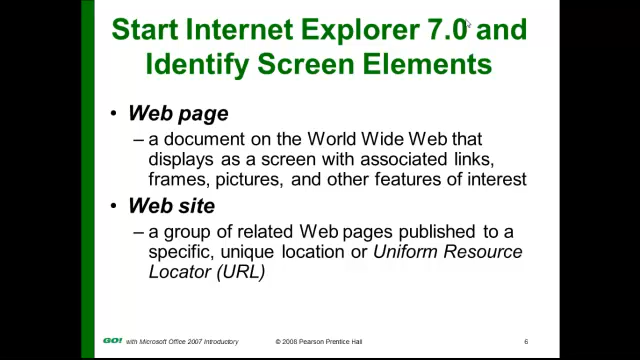 Start Internet Explorer 7.0 and
Identify Screen Elements
• Web page
– a document on the World Wide Web that
displays as a screen with associated links,
frames, pictures, and other features of interest
• Web site
– a group of related Web pages published to a
specific, unique location or Uniform Resource
Locator (URL)
GO! with Microsoft Office 2007 Introductory © 2008 Pearson Prentice Hall 6